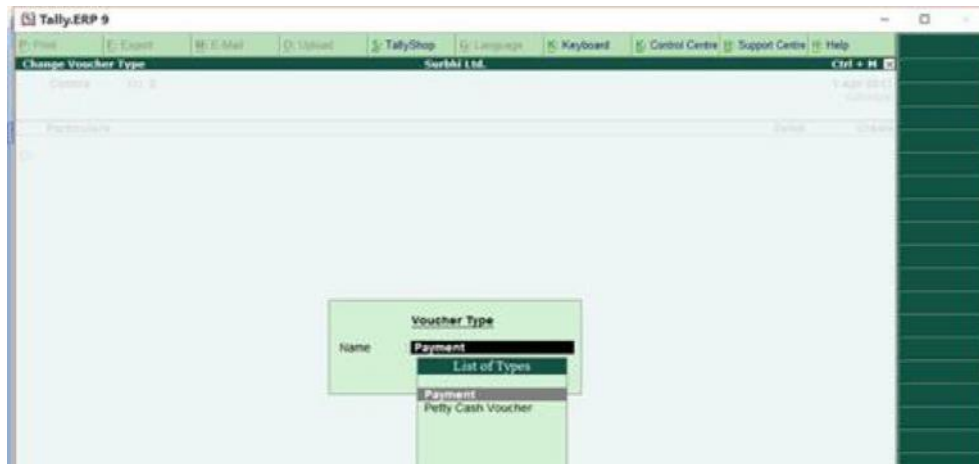 Tally.ERP 9
P: Print E: Export M: E-Mail O: Upload S: TallyShop G: Language K: Keyboard K: Control Centre H: Support Centre H: Help
Change Voucher Type Surbhi Ltd. Ctrl + M
Contra No. 
Particulars Debit Credit
Voucher Type
Name Payment
List of Types
Payment
Petty Cash Voucher